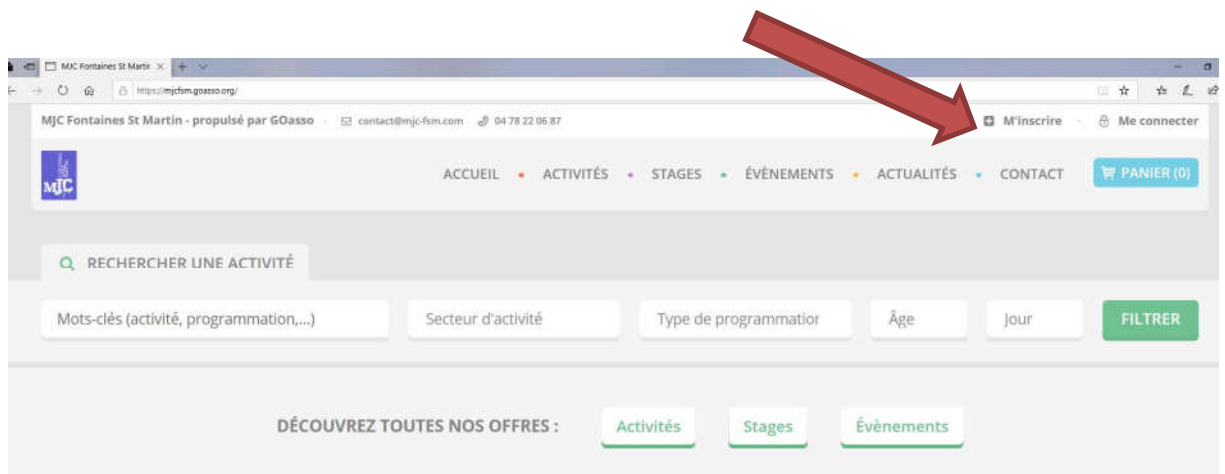 MJC Fontaines St Martin
https://mjcfsm.goasso.org/
MJC Fontaines St Martin - propulsé par GOasso contact@mjc-fsm.com 04 78 22 06 87 M'inscrire Me connecter
MJC ACCUEIL ACTIVITÉS STAGES ÉVÈNEMENTS ACTUALITÉS CONTACT PANIER (0)
RECHERCHER UNE ACTIVITÉ
Mots-clés (activité, programmation,...) Secteur d'activité Type de programmation Âge Jour FILTRER
DÉCOUVREZ TOUTES NOS OFFRES : Activités Stages Évènements